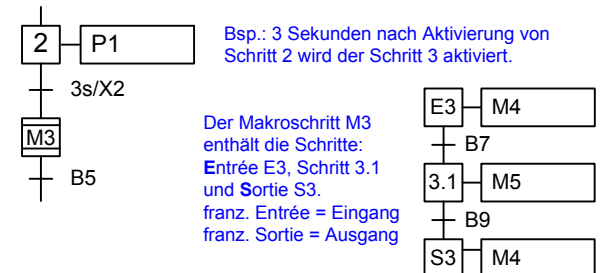 2 P1
Bsp.: 3 Sekunden nach Aktivierung von
Schritt 2 wird der Schritt 3 aktiviert.
3s/X2
M3
B5
Der Makroschritt M3
enthält die Schritte:
Entrée E3, Schritt 3.1
und Sortie S3.
franz. Entrée = Eingang
franz. Sortie = Ausgang
E3 M4
B7
3.1 M5
B9
S3 M4